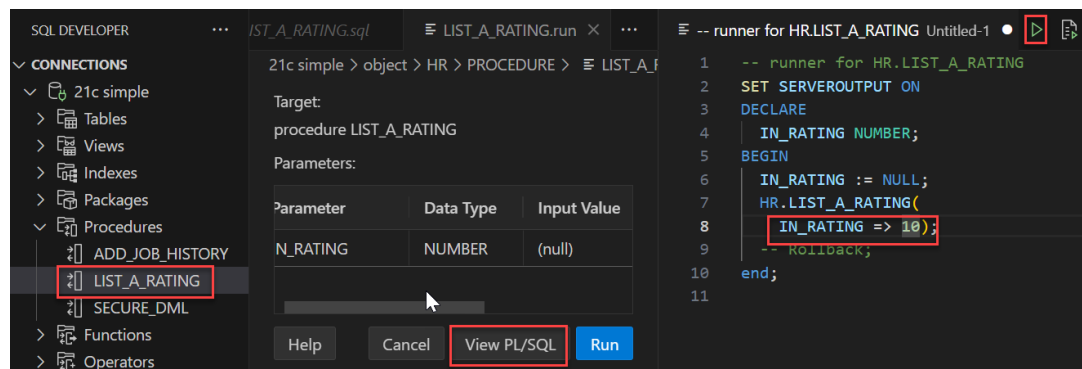 SQL DEVELOPER ···
CONNECTIONS
21c simple
Tables
Views
Indexes
Packages
Procedures
ADD_JOB_HISTORY
LIST_A_RATING
SECURE_DML
Functions
Operators
IST_A_RATING.sql
LIST_A_RATING.run ···
21c simple > object > HR > PROCEDURE > LIST_A_F
Target:
procedure LIST_A_RATING
Parameters:
Parameter Data Type Input Value
N_RATING NUMBER (null)
Help Cancel View PL/SQL Run
-- runner for HR.LIST_A_RATING Untitled-1
1 -- runner for HR.LIST_A_RATING
2 SET SERVEROUTPUT ON
3 DECLARE
4 IN_RATING NUMBER;
5 BEGIN
6 IN_RATING := NULL;
7 HR.LIST_A_RATING(
8 IN_RATING => 10);
9 -- Rollback;
10 end;
11